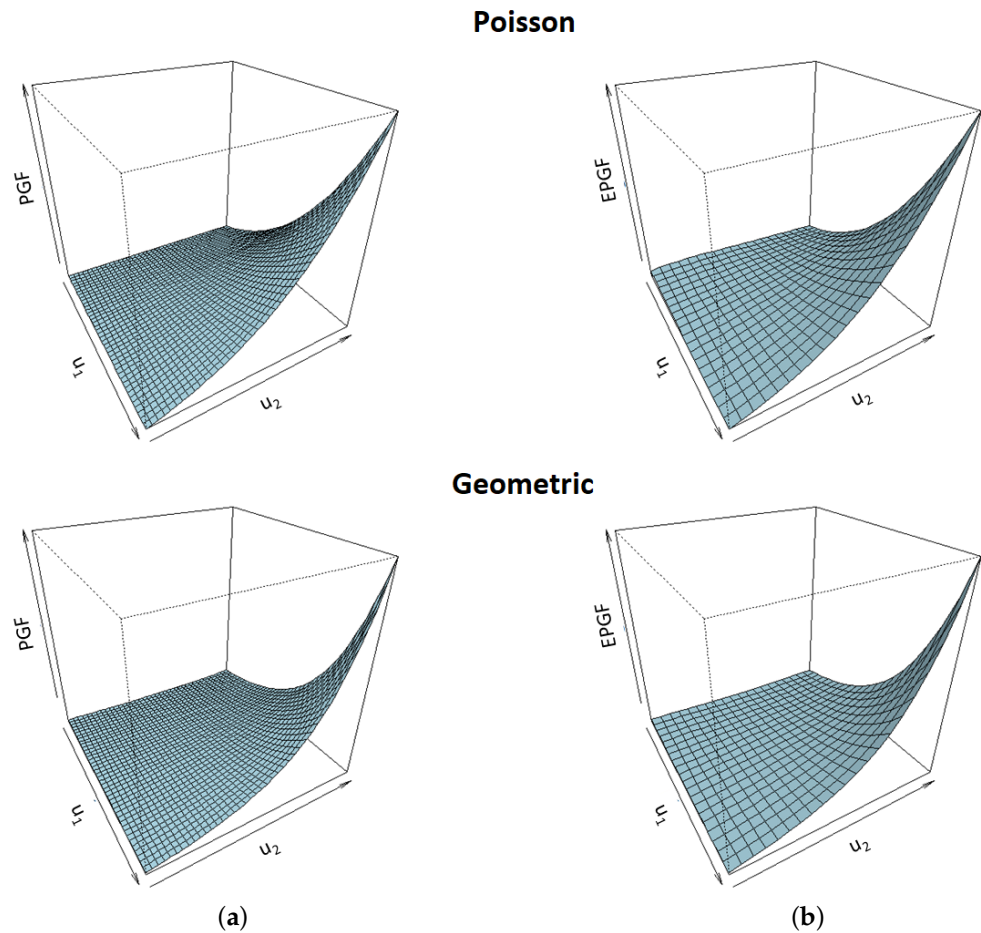 Poisson
PGF
u1
u2
EPGF
u1
u2
Geometric
PGF
u1
u2
EPGF
u1
u2
(a)
(b)